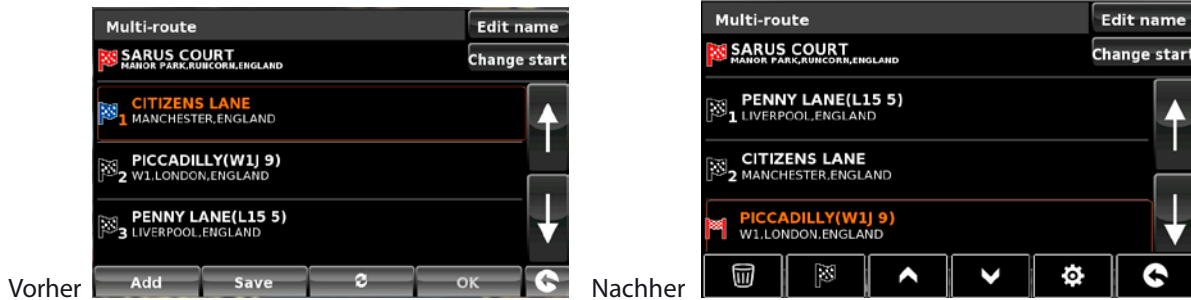 Multi-route
Edit name
SARUS COURT
MANOR PARK,RUNCORN,ENGLAND
Change start
CITIZENS LANE
1 MANCHESTER,ENGLAND
PICCADILLY(W1J 9)
2 W1,LONDON,ENGLAND
PENNY LANE(L15 5)
3 LIVERPOOL,ENGLAND
Add Save OK
Vorher
Multi-route
Edit name
SARUS COURT
MANOR PARK,RUNCORN,ENGLAND
Change start
PENNY LANE(L15 5)
1 LIVERPOOL,ENGLAND
CITIZENS LANE
2 MANCHESTER,ENGLAND
PICCADILLY(W1J 9)
W1,LONDON,ENGLAND
Nachher